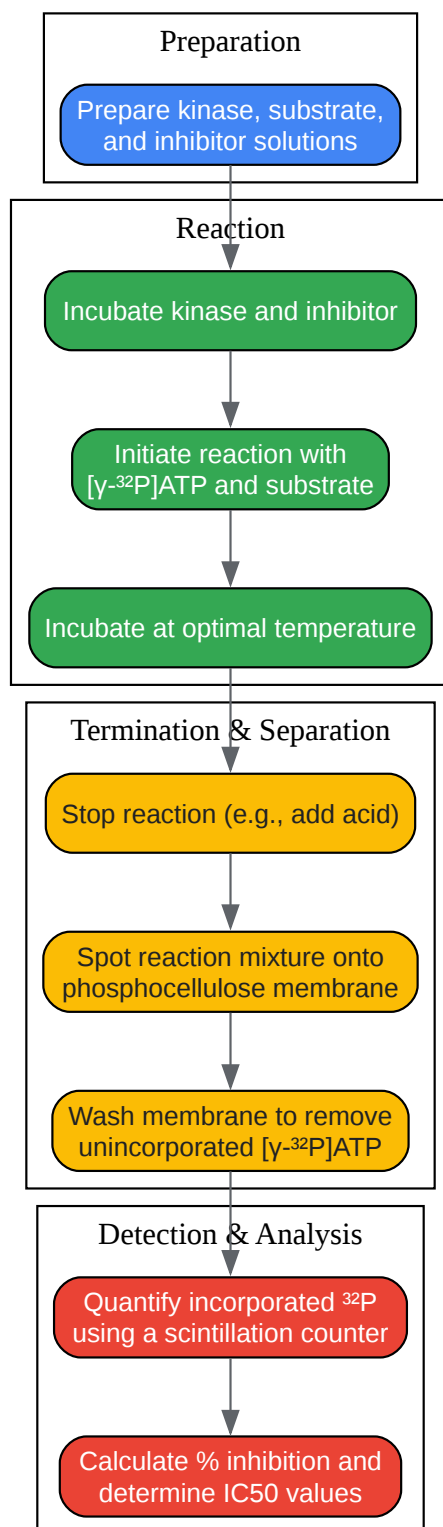 Preparation
Prepare kinase, substrate,
and inhibitor solutions
Reaction
Incubate kinase and inhibitor
Initiate reaction with
[γ-³²P]ATP and substrate
Incubate at optimal temperature
Termination & Separation
Stop reaction (e.g., add acid)
Spot reaction mixture onto
phosphocellulose membrane
Wash membrane to remove
unincorporated [γ-³²P]ATP
Detection & Analysis
Quantify incorporated ³²P
using a scintillation counter
Calculate % inhibition and
determine IC50 values